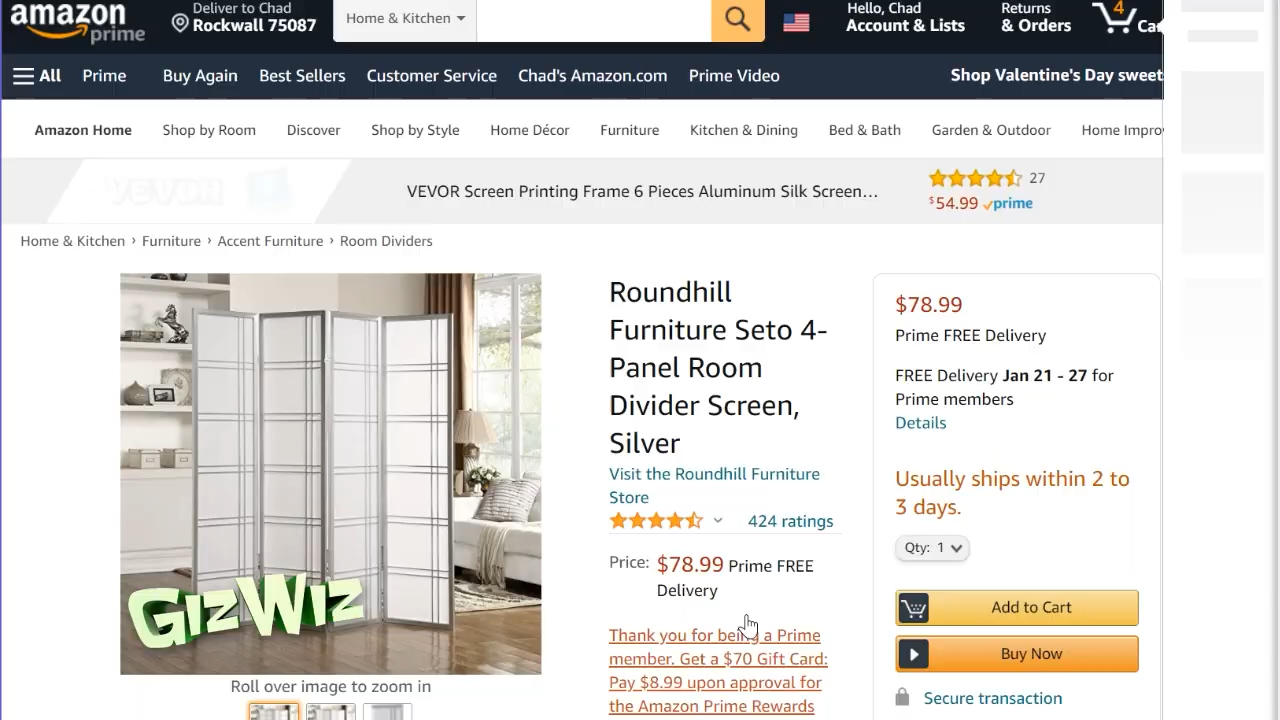 amazon
prime
Deliver to Chad
Rockwall 75087
Home & Kitchen
Hello, Chad
Account & Lists
Returns
& Orders
4
All
Prime
Buy Again
Best Sellers
Customer Service
Chad's Amazon.com
Prime Video
Shop Valentine's Day sweet
Amazon Home
Shop by Room
Discover
Shop by Style
Home Décor
Furniture
Kitchen & Dining
Bed & Bath
Garden & Outdoor
Home Impro
VEVOR
VEVOR Screen Printing Frame 6 Pieces Aluminum Silk Screen…
27
$54.99 prime
Home & Kitchen › Furniture › Accent Furniture › Room Dividers
GizWiz
Roll over image to zoom in
Roundhill
Furniture Seto 4-
Panel Room
Divider Screen,
Silver
Visit the Roundhill Furniture
Store
424 ratings
Price: $78.99 Prime FREE
Delivery
Thank you for being a Prime
member. Get a $70 Gift Card:
Pay $8.99 upon approval for
the Amazon Prime Rewards
$78.99
Prime FREE Delivery
FREE Delivery Jan 21 - 27 for
Prime members
Details
Usually ships within 2 to
3 days.
Qty: 1
Add to Cart
Buy Now
Secure transaction